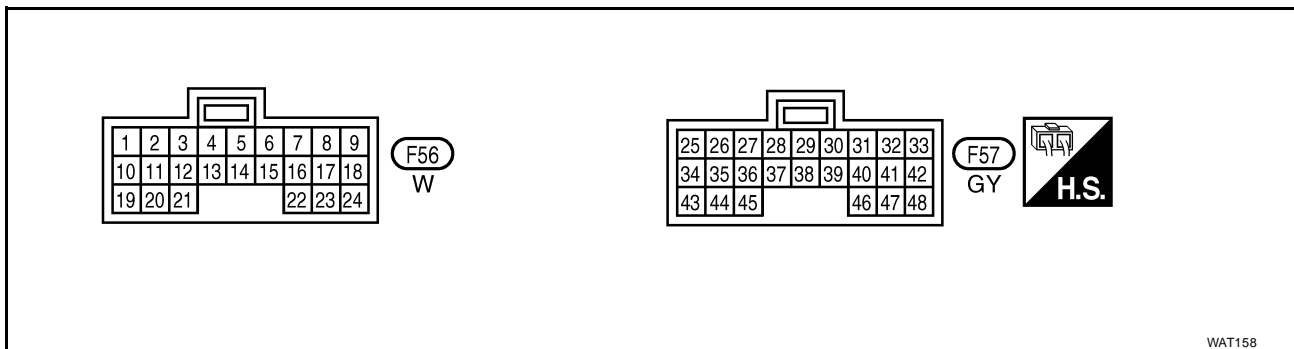 1 2 3 4 5 6 7 8 9
10 11 12 13 14 15 16 17 18
19 20 21 22 23 24
F56
W
25 26 27 28 29 30 31 32 33
34 35 36 37 38 39 40 41 42
43 44 45 46 47 48
F57
GY
H.S.
WAT158